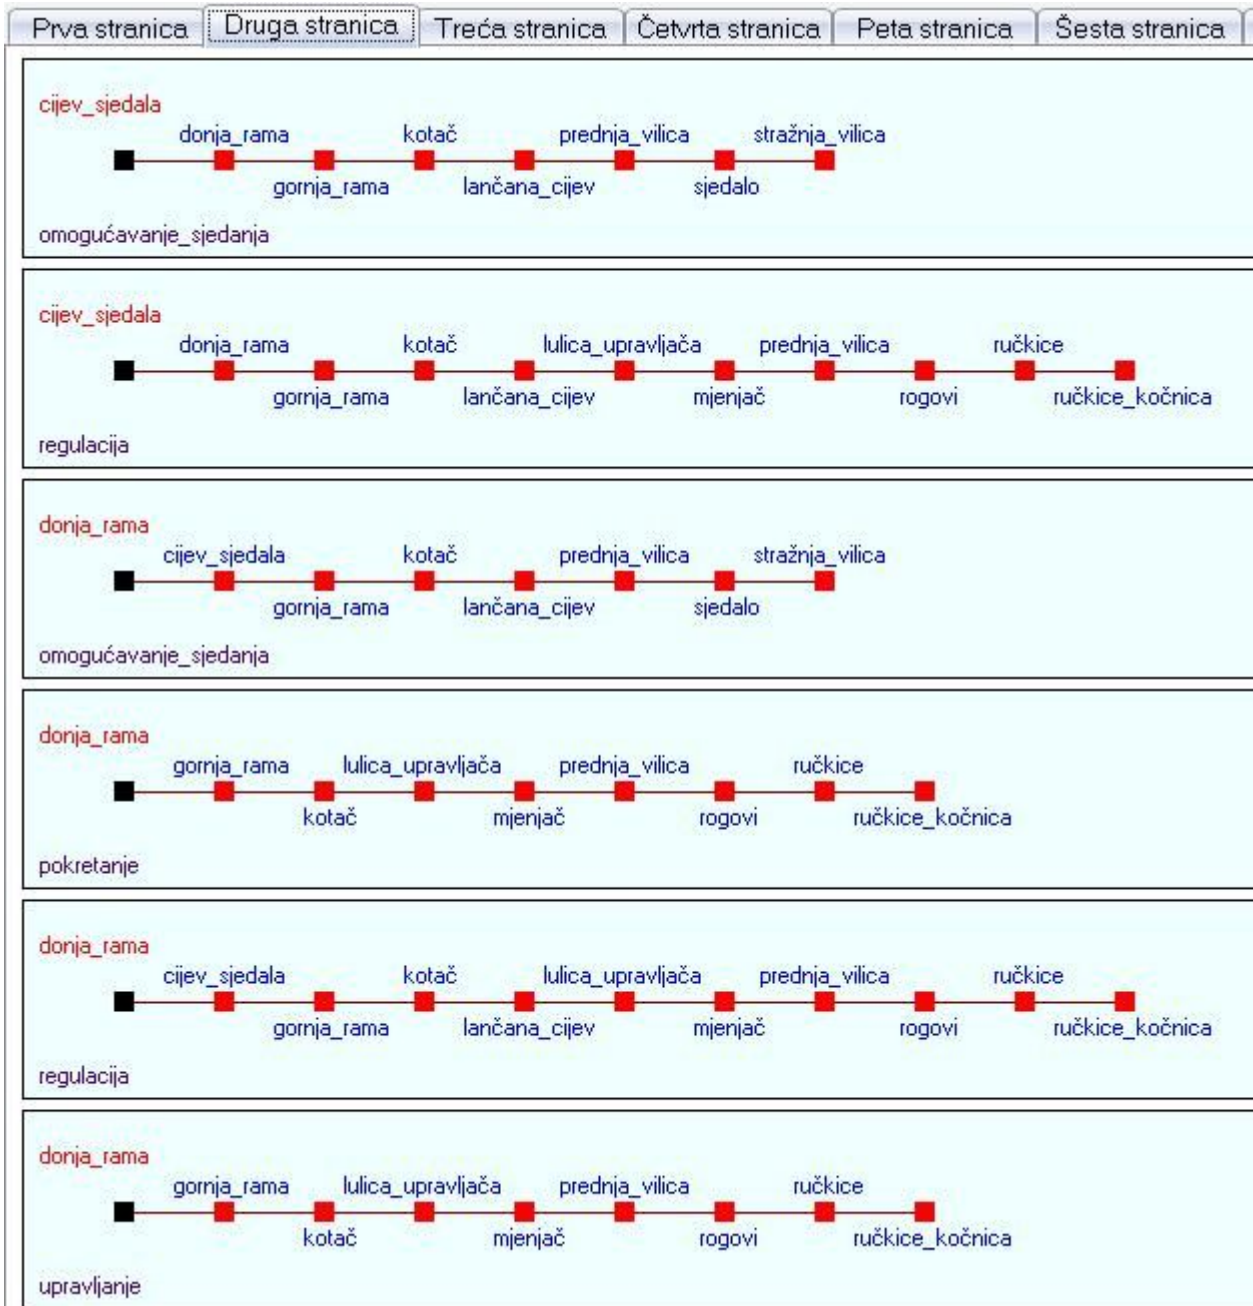 Prva stranica Druga stranica Treća stranica Četvrta stranica Peta stranica Šesta stranica
cijev_sjedala
donja_rama kotač prednja_vilica stražnja_vilica
gornja_rama lančana_cijev sjedalo
omogućavanje_sjedanja
cijev_sjedala
donja_rama kotač lulica_upravljača prednja_vilica ručkice
gornja_rama lančana_cijev mjenjač rogovi ručkice_kočnica
regulacija
donja_rama
cijev_sjedala kotač prednja_vilica stražnja_vilica
gornja_rama lančana_cijev sjedalo
omogućavanje_sjedanja
donja_rama
gornja_rama lulica_upravljača prednja_vilica ručkice
kotač mjenjač rogovi ručkice_kočnica
pokretanje
donja_rama
cijev_sjedala kotač lulica_upravljača prednja_vilica ručkice
gornja_rama lančana_cijev mjenjač rogovi ručkice_kočnica
regulacija
donja_rama
gornja_rama lulica_upravljača prednja_vilica ručkice
kotač mjenjač rogovi ručkice_kočnica
upravljanje